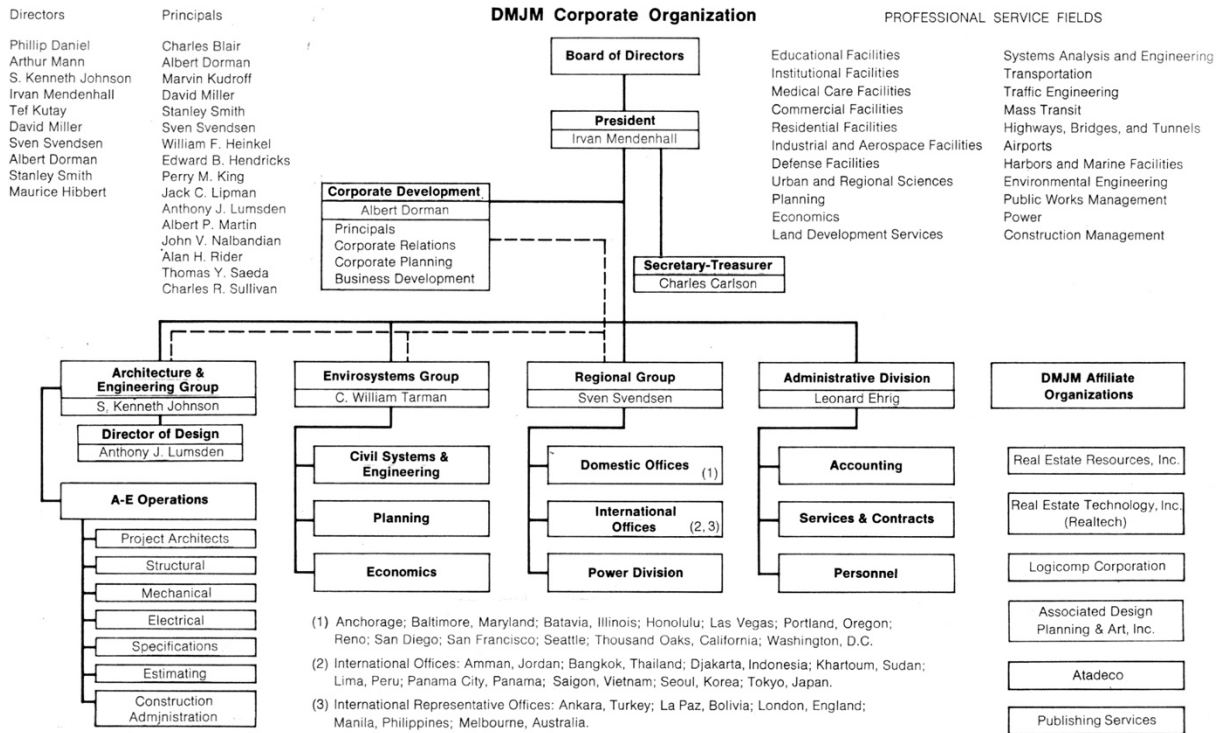 DMJM Corporate Organization
Directors
Phillip Daniel
Arthur Mann
S. Kenneth Johnson
Irvan Mendenhall
Tef Kutay
David Miller
Sven Svendsen
Albert Dorman
Stanley Smith
Maurice Hibbert
Principals
Charles Blair
Albert Dorman
Marvin Kudroff
David Miller
Stanley Smith
Sven Svendsen
William F. Heinkel
Edward B. Hendricks
Perry M. King
Jack C. Lipman
Anthony J. Lumsden
Albert P. Martin
John V. Nalbandian
Alan H. Rider
Thomas Y. Saeda
Charles R. Sullivan
PROFESSIONAL SERVICE FIELDS
Educational Facilities
Institutional Facilities
Medical Care Facilities
Commercial Facilities
Residential Facilities
Industrial and Aerospace Facilities
Defense Facilities
Urban and Regional Sciences
Planning
Economics
Land Development Services
Systems Analysis and Engineering
Transportation
Traffic Engineering
Mass Transit
Highways, Bridges, and Tunnels
Airports
Harbors and Marine Facilities
Environmental Engineering
Public Works Management
Power
Construction Management
Board of Directors
President
Irvan Mendenhall
Corporate Development
Albert Dorman
Principals
Corporate Relations
Corporate Planning
Business Development
Secretary-Treasurer
Charles Carlson
Architecture &
Engineering Group
S, Kenneth Johnson
Director of Design
Anthony J. Lumsden
A-E Operations
Project Architects
Structural
Mechanical
Electrical
Specifications
Estimating
Construction
Administration
Envirosystems Group
C. William Tarman
Civil Systems &
Engineering
Planning
Economics
Regional Group
Sven Svendsen
Domestic Offices (1)
International
Offices (2, 3)
Power Division
Administrative Division
Leonard Ehrig
Accounting
Services & Contracts
Personnel
DMJM Affiliate
Organizations
Real Estate Resources, Inc.
Real Estate Technology, Inc.
(Realtech)
Logicomp Corporation
Associated Design
Planning & Art, Inc.
Atadeco
Publishing Services
(1) Anchorage; Baltimore, Maryland; Batavia, Illinois; Honolulu; Las Vegas; Portland, Oregon;
Reno; San Diego; San Francisco; Seattle; Thousand Oaks, California; Washington, D.C.
(2) International Offices: Amman, Jordan; Bangkok, Thailand; Djakarta, Indonesia; Khartoum, Sudan;
Lima, Peru; Panama City, Panama; Saigon, Vietnam; Seoul, Korea; Tokyo, Japan.
(3) International Representative Offices: Ankara, Turkey; La Paz, Bolivia; London, England;
Manila, Philippines; Melbourne, Australia.